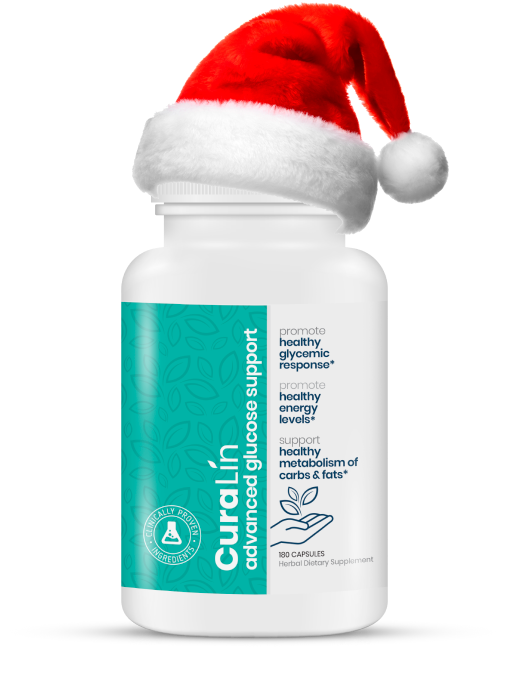 CuraLín
advanced glucose support
CLINICALLY PROVEN
INGREDIENTS
promote
healthy
glycemic
response*
promote
healthy
energy
levels*
support
healthy
metabolism of
carbs & fats*
180 CAPSULES
Herbal Dietary Supplement